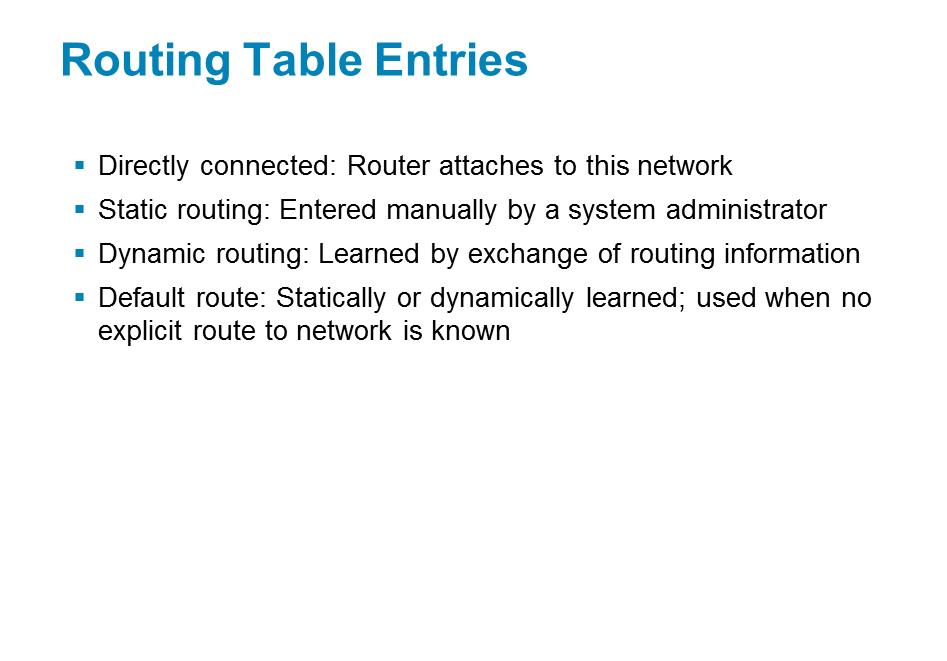 Routing Table Entries
▪ Directly connected: Router attaches to this network
▪ Static routing: Entered manually by a system administrator
▪ Dynamic routing: Learned by exchange of routing information
▪ Default route: Statically or dynamically learned; used when no
explicit route to network is known